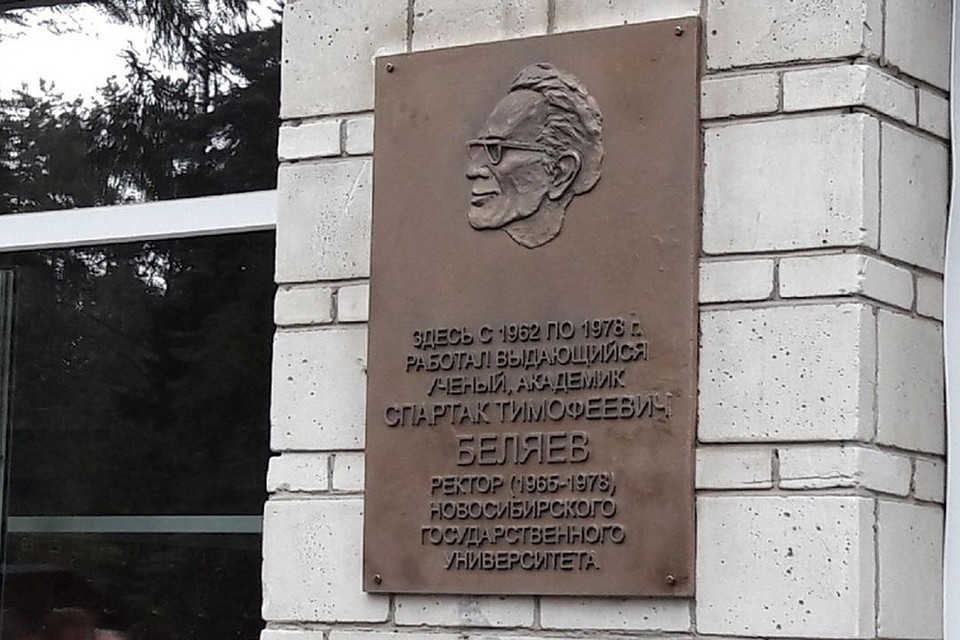 ЗДЕСЬ С 1962 ПО 1978 г.
РАБОТАЛ ВЫДАЮЩИЙСЯ
УЧЕНЫЙ, АКАДЕМИК
СПАРТАК ТИМОФЕЕВИЧ
БЕЛЯЕВ
РЕКТОР (1965-1978)
НОВОСИБИРСКОГО
ГОСУДАРСТВЕННОГО
УНИВЕРСИТЕТА.